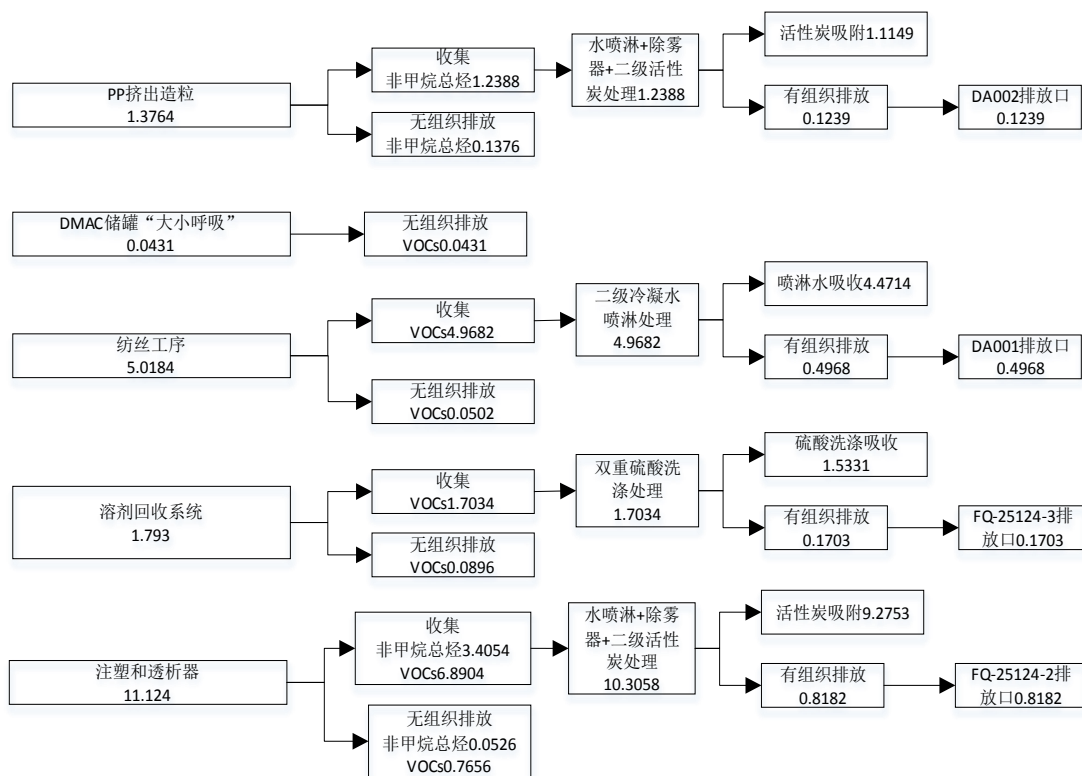 PP挤出造粒
1.3764
收集
非甲烷总烃1.2388
无组织排放
非甲烷总烃0.1376
水喷淋+除雾
器+二级活性
炭处理1.2388
活性炭吸附1.1149
有组织排放
0.1239
DA002排放口
0.1239
DMAC储罐“大小呼吸”
0.0431
无组织排放
VOCs0.0431
纺丝工序
5.0184
收集
VOCs4.9682
无组织排放
VOCs0.0502
二级冷凝水
喷淋处理
4.9682
喷淋水吸收4.4714
有组织排放
0.4968
DA001排放口
0.4968
溶剂回收系统
1.793
收集
VOCs1.7034
无组织排放
VOCs0.0896
双重硫酸洗
涤处理
1.7034
硫酸洗涤吸收
1.5331
有组织排放
0.1703
FQ-25124-3排
放口0.1703
注塑和透析器
11.124
收集
非甲烷总烃3.4054
VOCs6.8904
无组织排放
非甲烷总烃0.0526
VOCs0.7656
水喷淋+除雾
器+二级活性
炭处理
10.3058
活性炭吸附9.2753
有组织排放
0.8182
FQ-25124-2排
放口0.8182